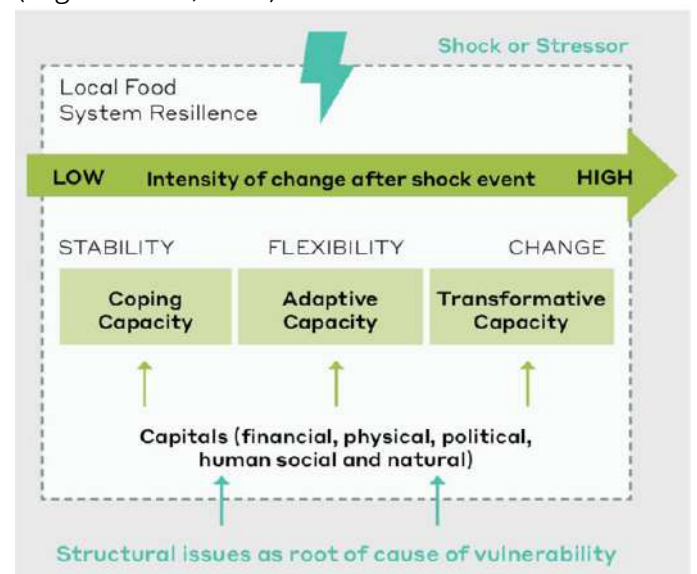 Shock or Stressor
Local Food
System Resillence
LOW Intensity of change after shock event HIGH
STABILITY FLEXIBILITY CHANGE
Coping Capacity
Adaptive Capacity
Transformative Capacity
Capitals (financial, physical, political,
human social and natural)
Structural issues as root of cause of vulnerability